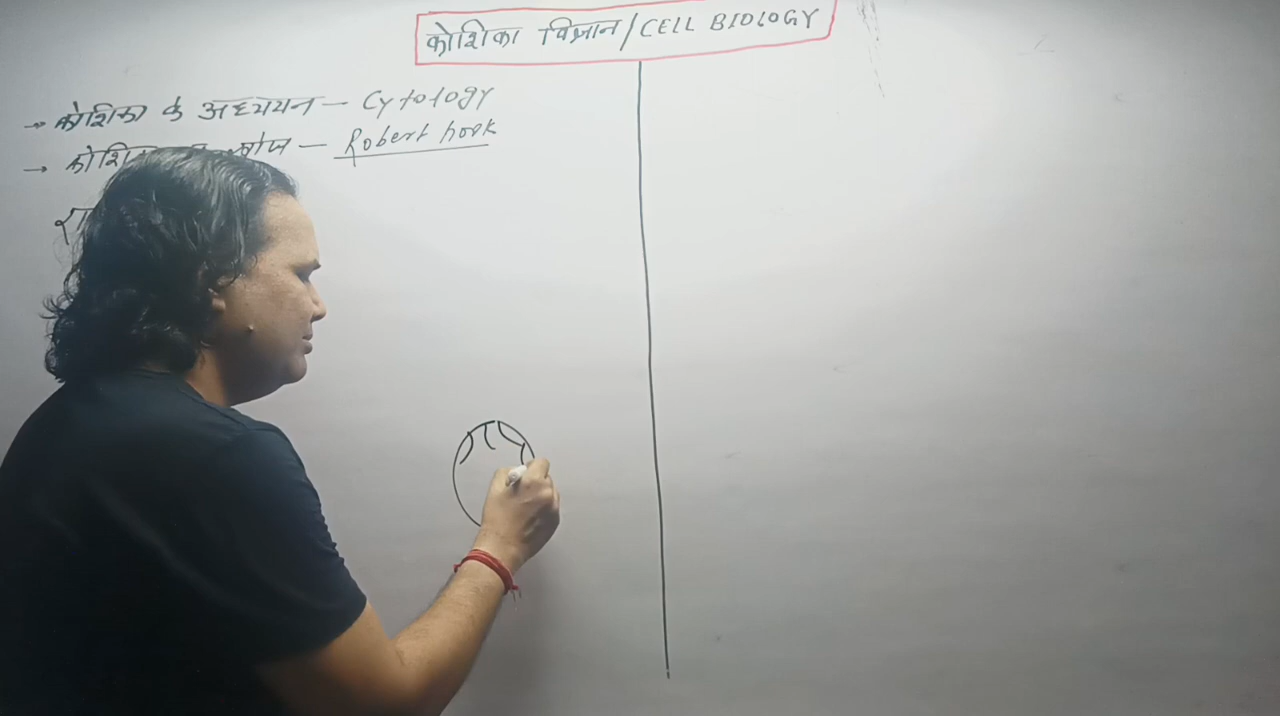 कोशिका विज्ञान/CELL BIOLOGY
→ कोशिका के अध्ययन — Cytology
→ खोज — Robert hook